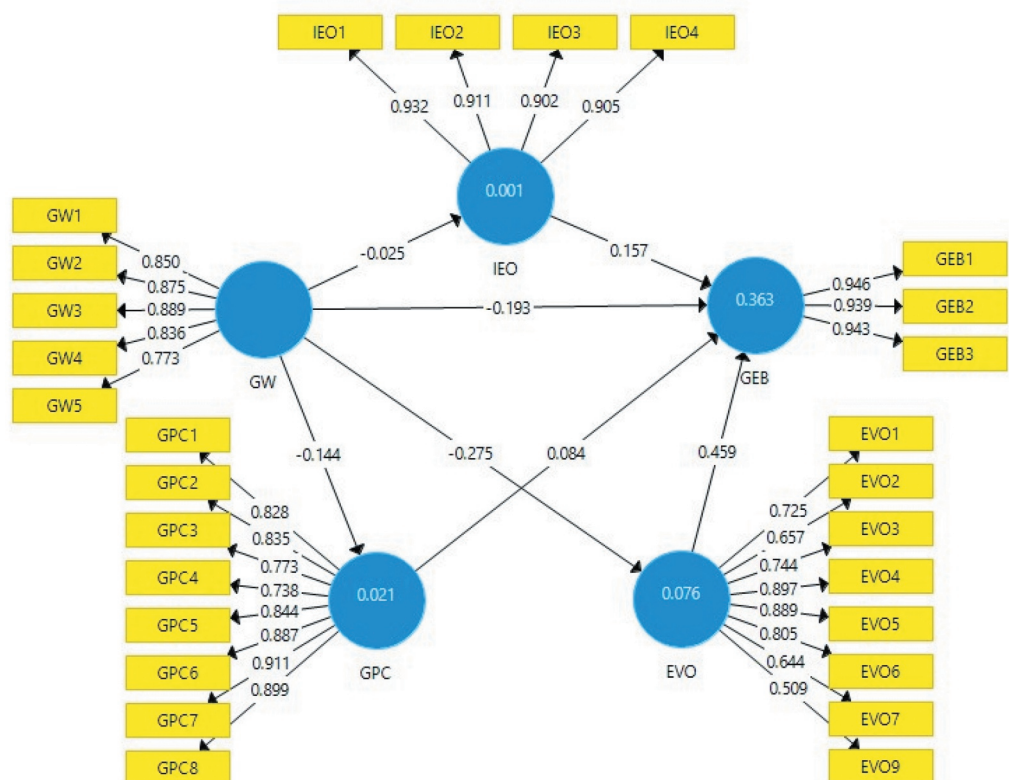 IEO1 IEO2 IEO3 IEO4
0.932 0.911 0.902 0.905
0.001
IEO
GW1
GW2
GW3
GW4
GW5
0.850
0.875
0.889
0.836
0.773
GW
-0.025
0.157
-0.193
0.363
GEB
0.946
0.939
0.943
GEB1
GEB2
GEB3
-0.144
-0.275
0.084
0.459
GPC1
GPC2
GPC3
GPC4
GPC5
GPC6
GPC7
GPC8
0.828
0.835
0.773
0.738
0.844
0.887
0.911
0.899
0.021
GPC
0.076
EVO
0.725
0.657
0.744
0.897
0.889
0.805
0.644
0.509
EVO1
EVO2
EVO3
EVO4
EVO5
EVO6
EVO7
EVO9